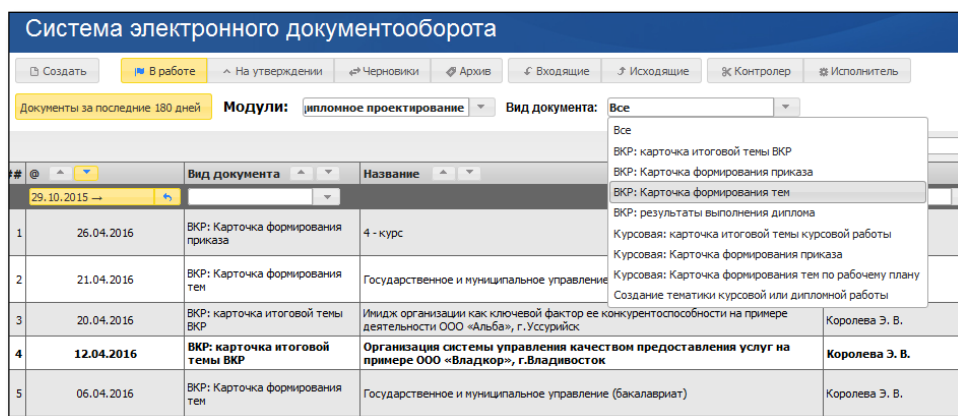 Система электронного документооборота
Создать В работе На утверждении Черновики Архив Входящие Исходящие Контролер Исполнитель
Документы за последние 180 дней Модули: ипломное проектирование Вид документа: Все
Все
ВКР: карточка итоговой темы ВКР
ВКР: Карточка формирования приказа
ВКР: Карточка формирования тем
ВКР: результаты выполнения диплома
Курсовая: карточка итоговой темы курсовой работы
Курсовая: Карточка формирования приказа
Курсовая: Карточка формирования тем по рабочему плану
Создание тематики курсовой или дипломной работы
## @ Вид документа Название
29.10.2015 →
1 26.04.2016 ВКР: Карточка формирования
приказа
4 - курс
2 21.04.2016 ВКР: Карточка формирования
тем
Государственное и муниципальное управление
3 20.04.2016 ВКР: карточка итоговой темы
ВКР
Имидж организации как ключевой фактор ее конкурентоспособности на примере
деятельности ООО «Альба», г.Уссурийск
Королева Э. В.
4 12.04.2016 ВКР: карточка итоговой
темы ВКР
Организация системы управления качеством предоставления услуг на
примере ООО «Владкор», г.Владивосток
Королева Э. В.
5 06.04.2016 ВКР: Карточка формирования
тем
Государственное и муниципальное управление (бакалавриат)
Королева Э. В.